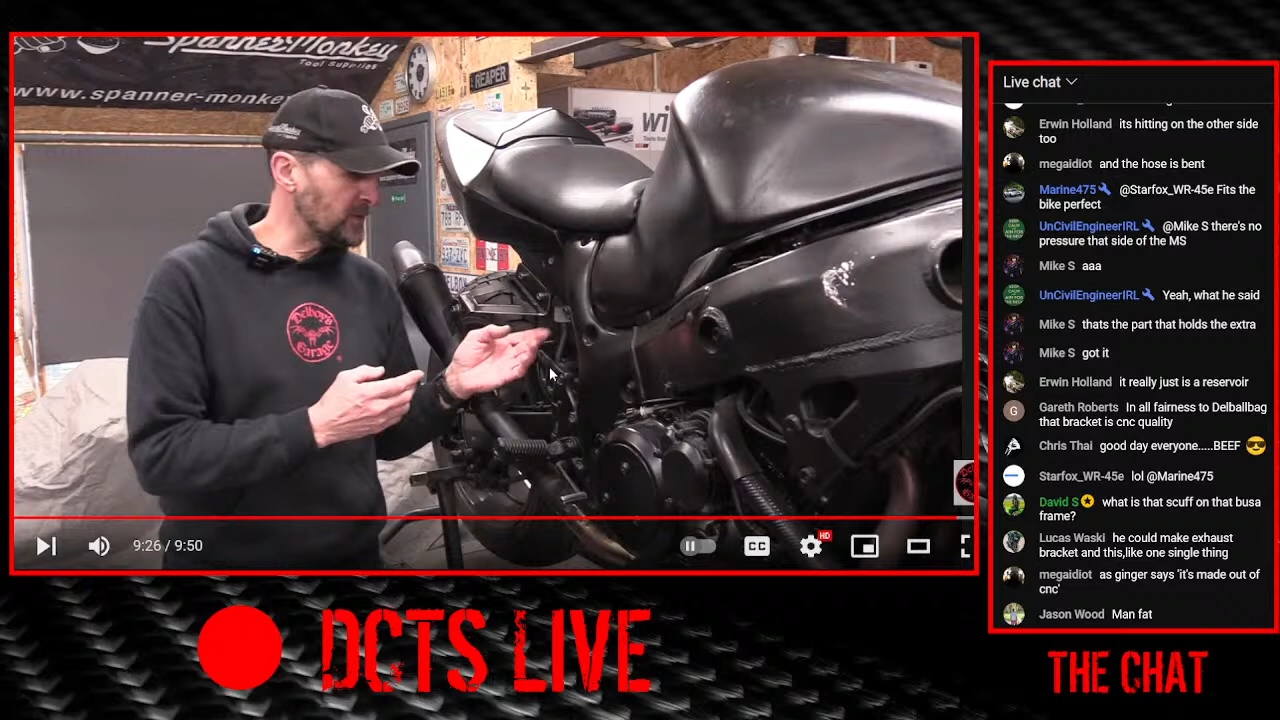 SpannerMonkey
Tool Supplies
www.spanner-monke
REAPER
wi
Delboy's
Garage
9:26 / 9:50
CC
HD
DCTS LIVE
Live chat
Erwin Holland its hitting on the other side
too
megaidiot and the hose is bent
Marine475 @Starfox_WR-45e Fits the
bike perfect
UnCivilEngineerIRL @Mike S there's no
pressure that side of the MS
Mike S aaa
UnCivilEngineerIRL Yeah, what he said
Mike S thats the part that holds the extra
Mike S got it
Erwin Holland it really just is a reservoir
G
Gareth Roberts In all fairness to Delballbag
that bracket is cnc quality
Chris Thai good day everyone.....BEEF 😎
Starfox_WR-45e lol @Marine475
David S what is that scuff on that busa
frame?
Lucas Waski he could make exhaust
bracket and this,like one single thing
megaidiot as ginger says 'it's made out of
cnc'
Jason Wood Man fat
THE CHAT